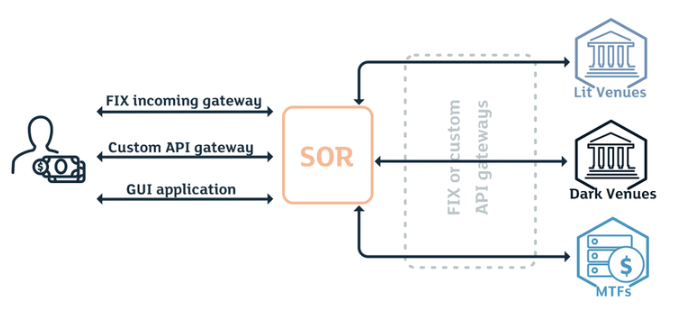 FIX incoming gateway
Custom API gateway
GUI application
SOR
FIX or custom
API gateways
Lit Venues
Dark Venues
MTFs
$
$